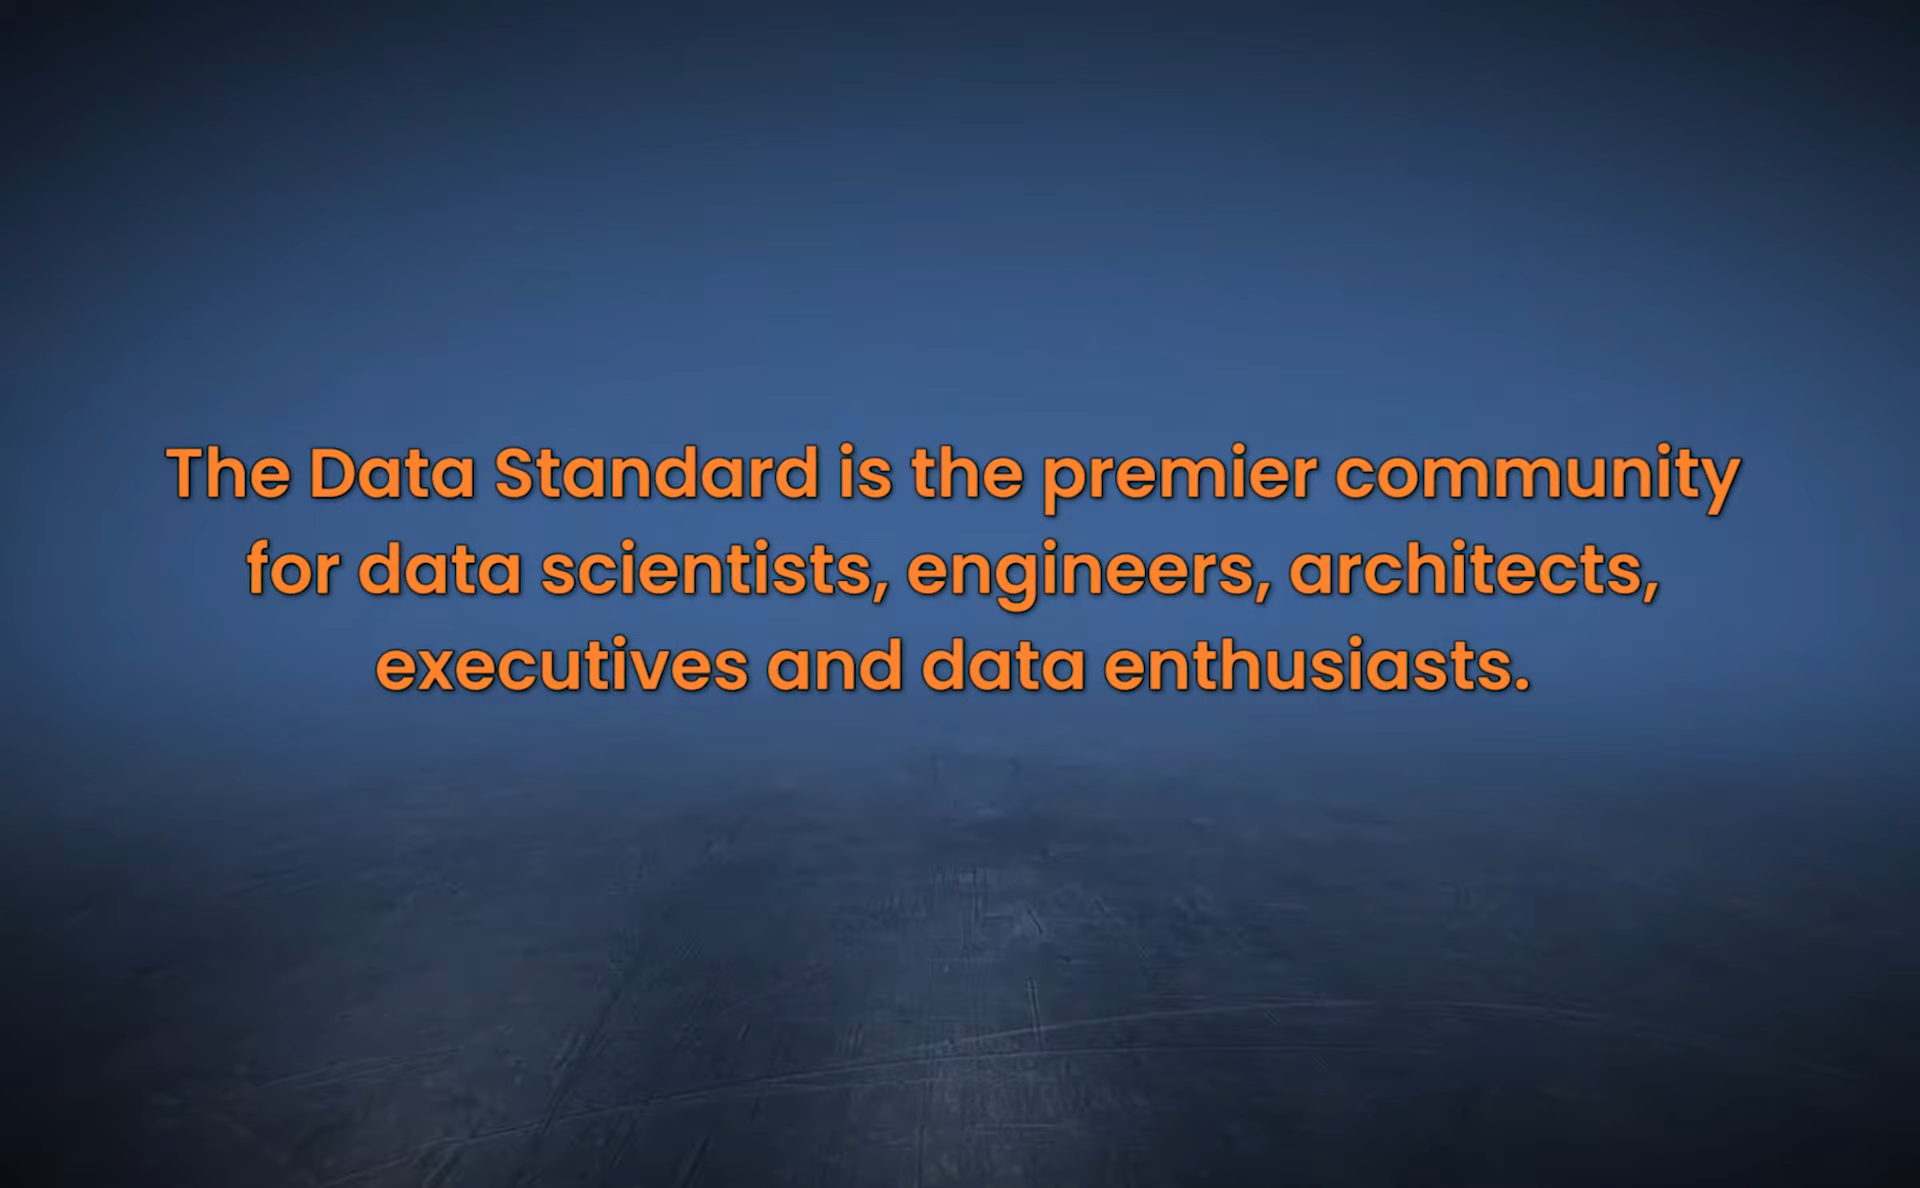 The Data Standard is the premier community
for data scientists, engineers, architects,
executives and data enthusiasts.